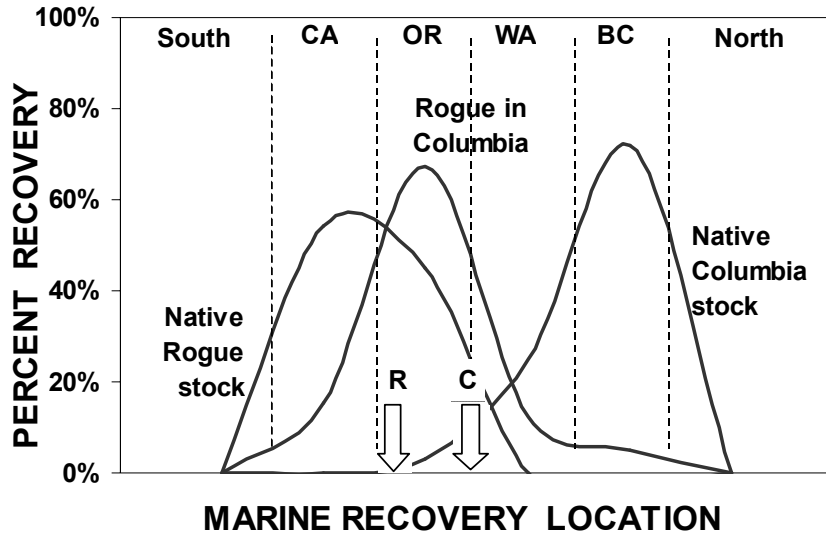 100%
80%
60%
40%
20%
0%
PERCENT RECOVERY
South
CA
OR
WA
BC
North
Rogue in
Columbia
Native
Rogue
stock
Native
Columbia
stock
R
C
MARINE RECOVERY LOCATION